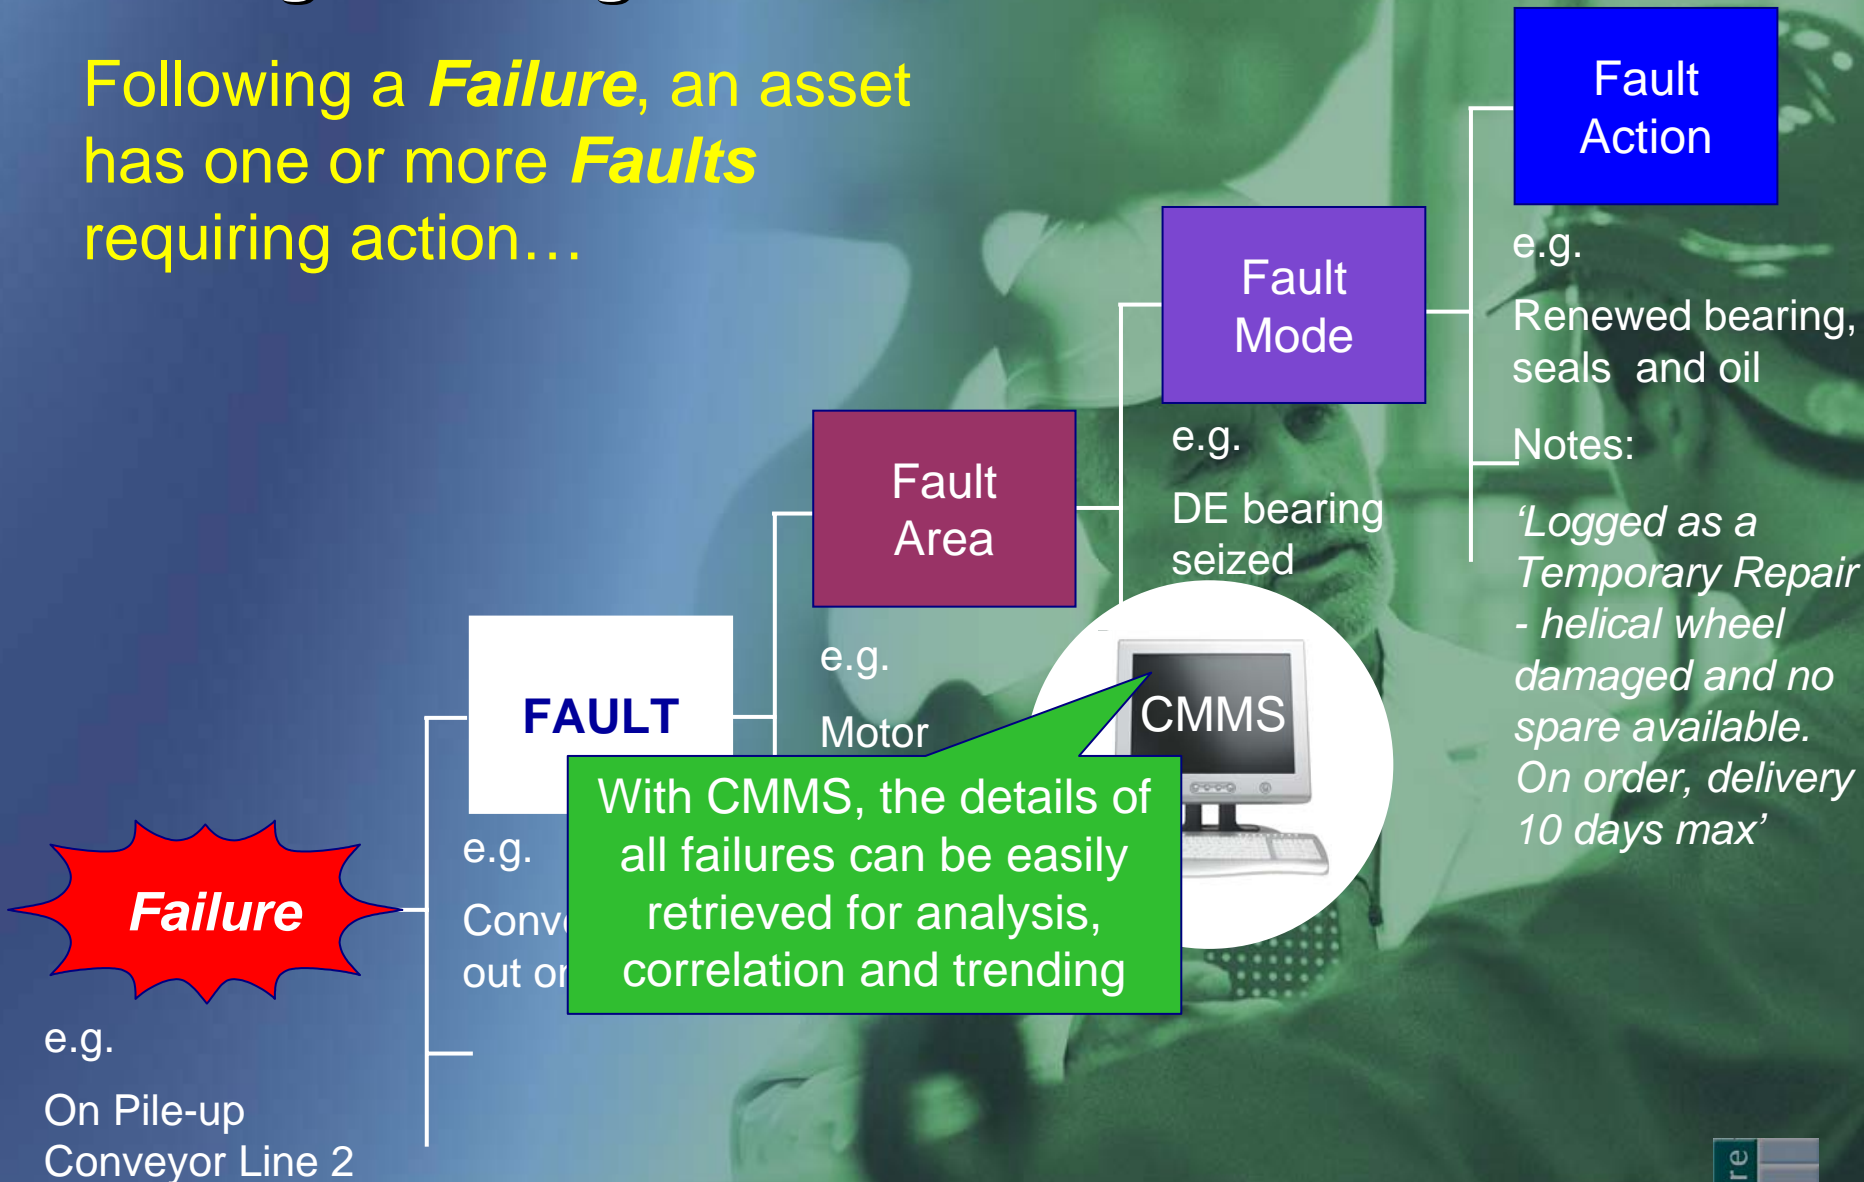 Following a Failure, an asset
has one or more Faults
requiring action…
Fault
Action
e.g.
Renewed bearing,
seals and oil
Notes:
‘Logged as a
Temporary Repair
- helical wheel
damaged and no
spare available.
On order, delivery
10 days max’
Fault
Mode
e.g.
DE bearing
seized
Fault
Area
e.g.
Motor
CMMS
FAULT
e.g.
out
With CMMS, the details of
all failures can be easily
retrieved for analysis,
correlation and trending
Failure
e.g.
On Pile-up
Conveyor Line 2
re